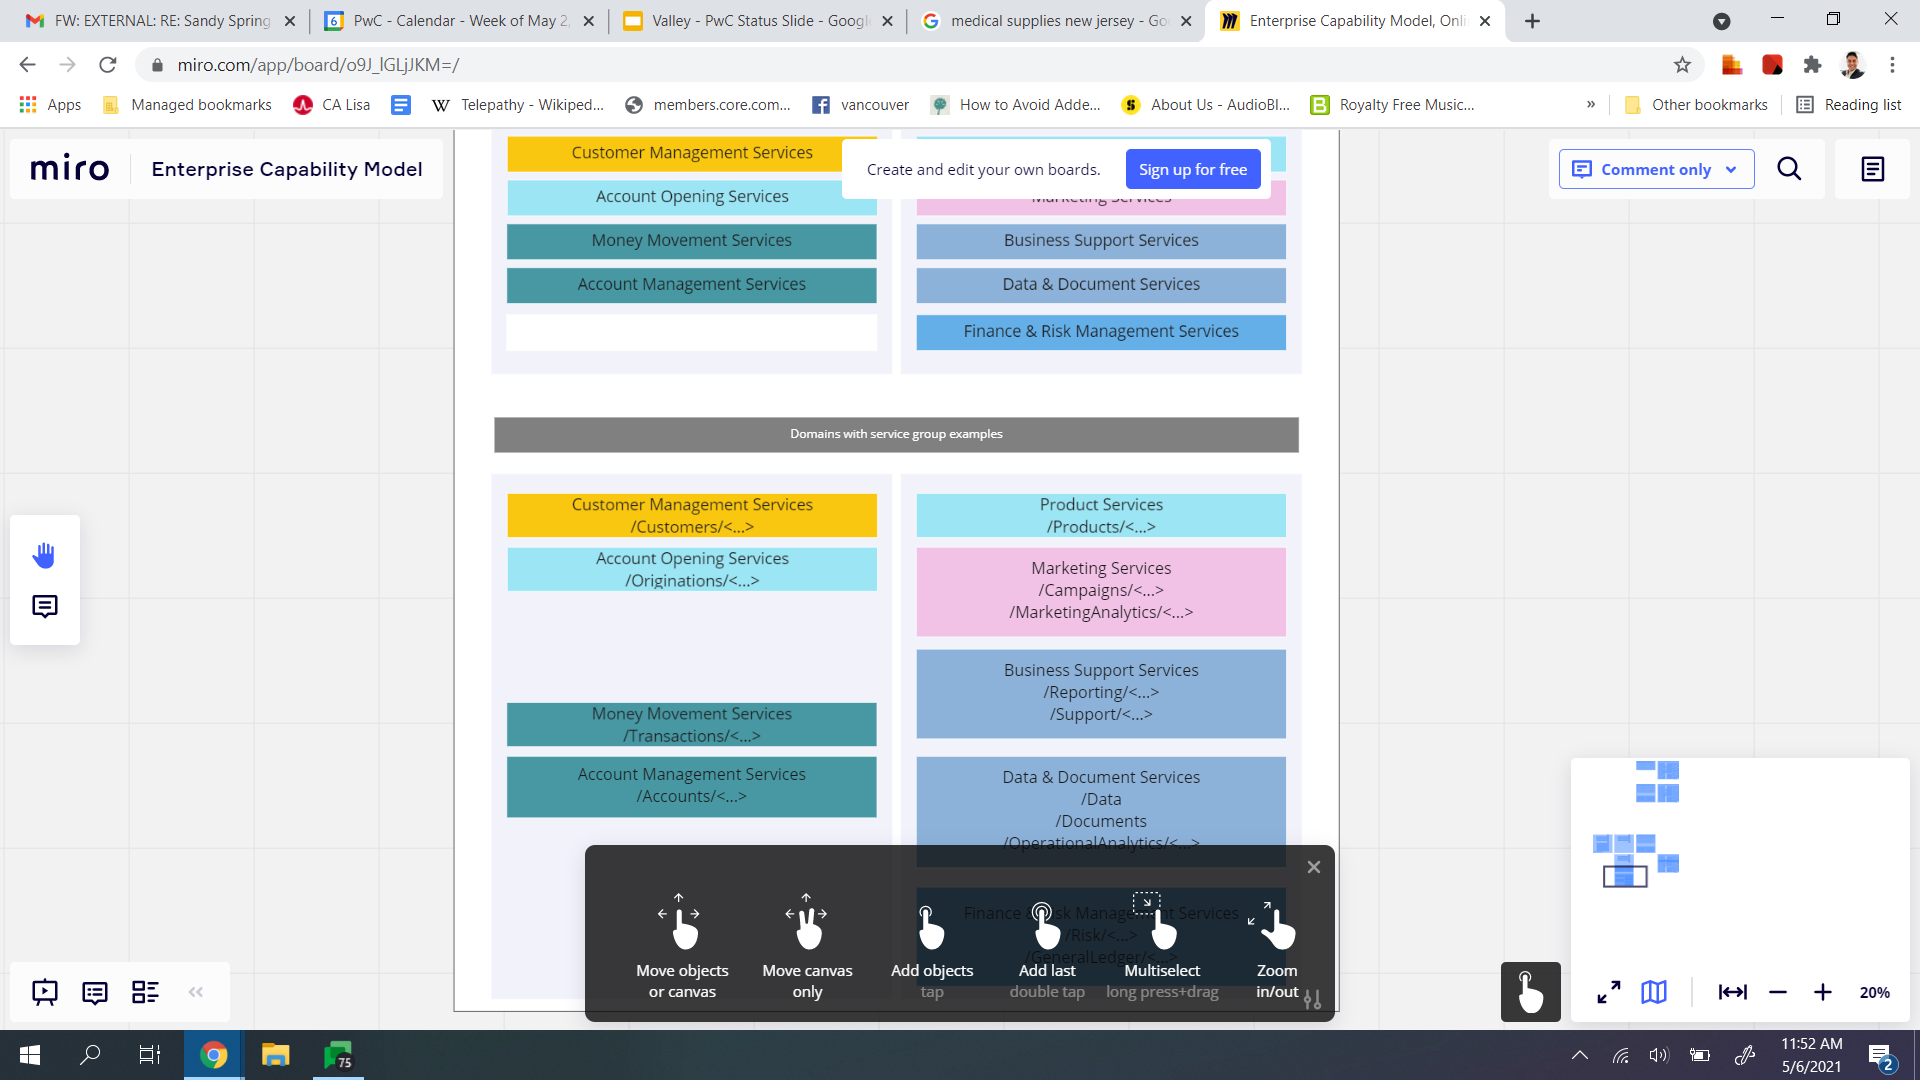 FW: EXTERNAL: RE: Sandy Spring
PwC - Calendar - Week of May 2,
Valley - PwC Status Slide - Google
medical supplies new jersey - Go
Enterprise Capability Model, Onli
miro.com/app/board/o9J_lGLjJKM=/
Apps
Managed bookmarks
CA Lisa
Telepathy - Wikiped...
members.core.com...
vancouver
How to Avoid Adde...
About Us - AudioBl...
Royalty Free Music...
»
Other bookmarks
Reading list
miro
Enterprise Capability Model
Create and edit your own boards.
Sign up for free
Comment only
Customer Management Services
Account Opening Services
Money Movement Services
Account Management Services
Marketing Services
Business Support Services
Data & Document Services
Finance & Risk Management Services
Domains with service group examples
Customer Management Services
/Customers/<...>
Account Opening Services
/Originations/<...>
Money Movement Services
/Transactions/<...>
Account Management Services
/Accounts/<...>
Product Services
/Products/<...>
Marketing Services
/Campaigns/<...>
/MarketingAnalytics/<...>
Business Support Services
/Reporting/<...>
/Support/<...>
Data & Document Services
/Data
/Documents
/OperationalAnalytics/<...>
Finance & Risk Management Services
/Risk/<...>
/GeneralLedger/<...>
Move objects
or canvas
Move canvas
only
Add objects
tap
Add last
double tap
Multiselect
long press+drag
Zoom
in/out
20%
75
11:52 AM
5/6/2021
2